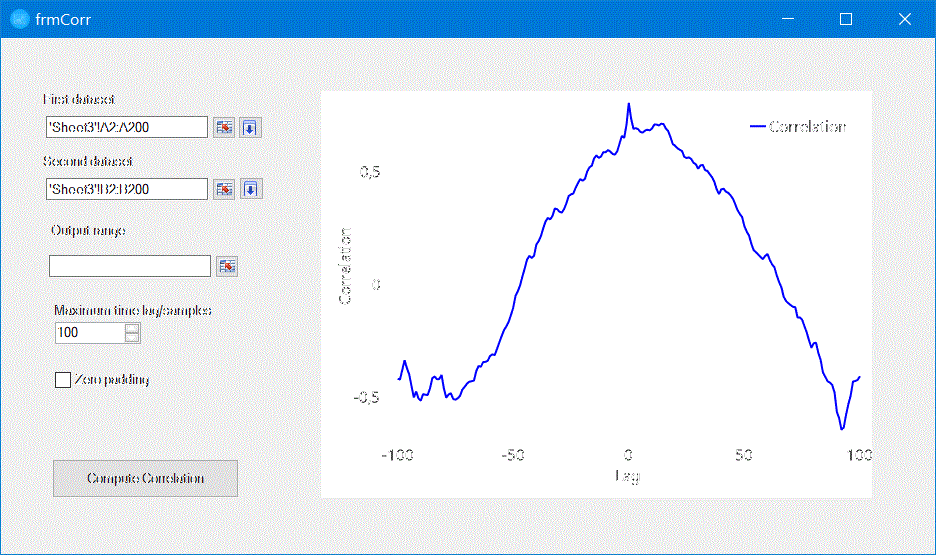 frmCorr
First dataset
'Sheet3'!A2:A200
Second dataset
'Sheet3'!B2:B200
Output range
Maximum time lag/samples
100
Zero padding
Compute Correlation
Correlation
0,5
0
-0,5
Correlation
-100 -50 0 50 100
Lag